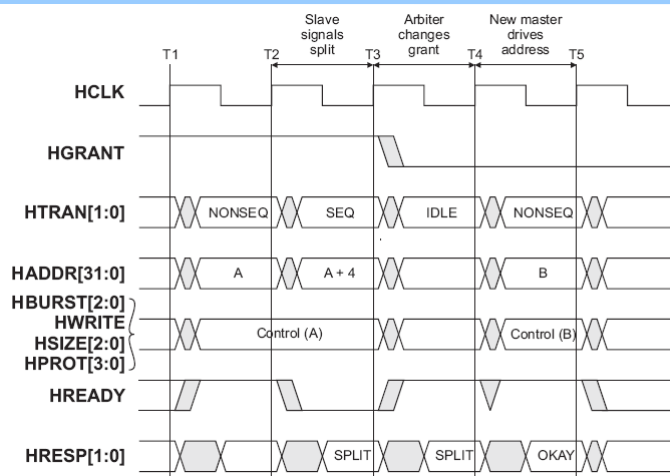 Slave signals split
Arbiter changes grant
New master drives address
T1 T2 T3 T4 T5
HCLK
HGRANT
HTRAN[1:0] NONSEQ SEQ IDLE NONSEQ
HADDR[31:0] A A + 4 B
HBURST[2:0]
HWRITE
HSIZE[2:0]
HPROT[3:0]
Control (A) Control (B)
HREADY
HRESP[1:0] SPLIT SPLIT OKAY